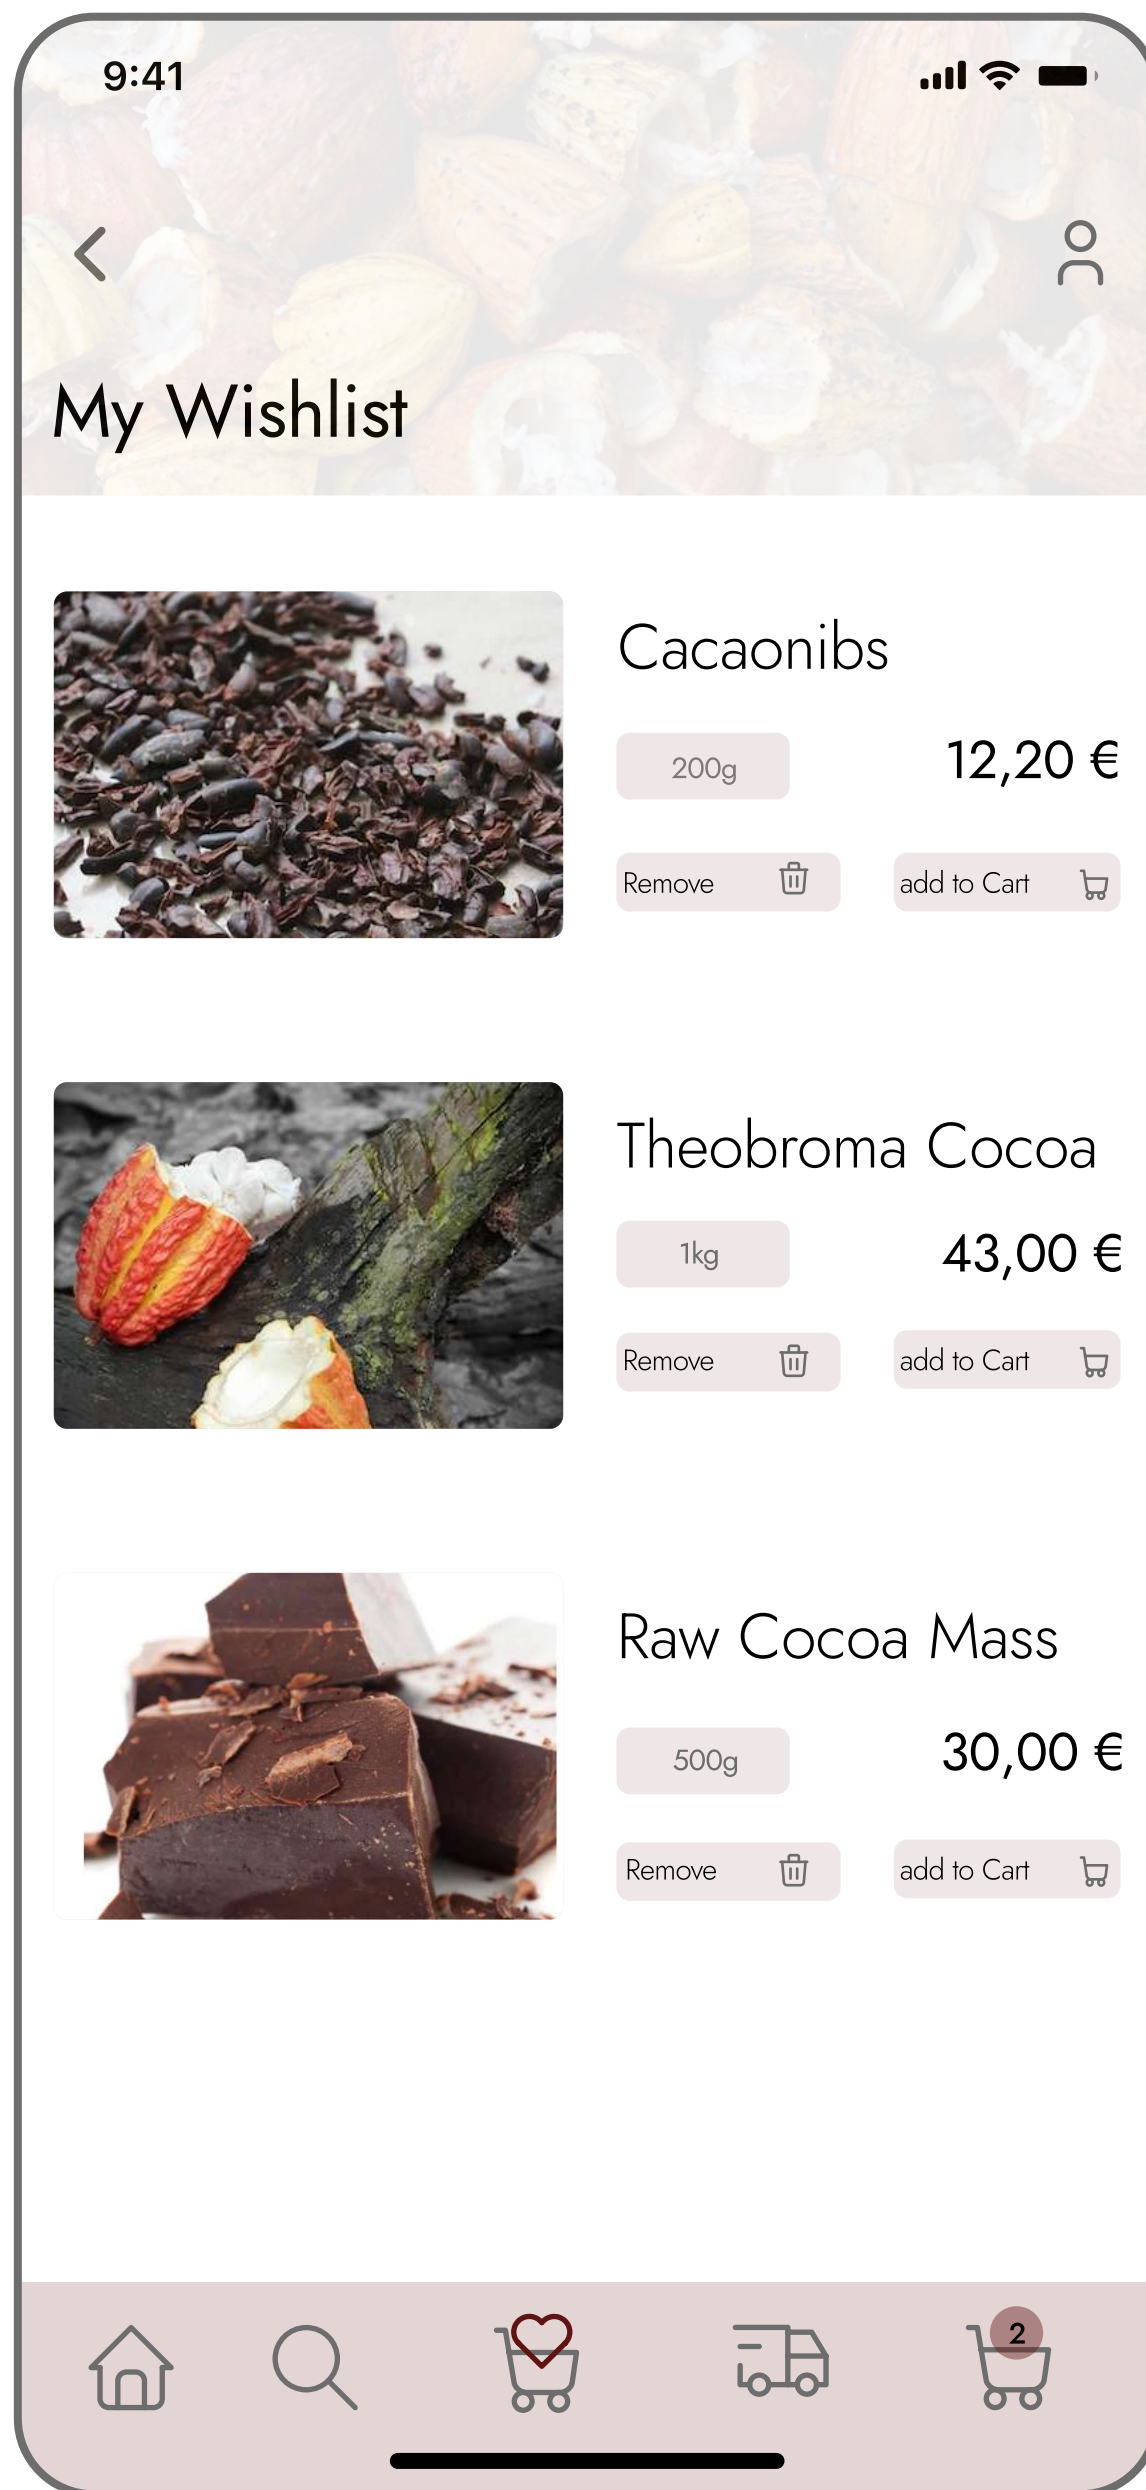 9:41
My Wishlist
Cacaonibs
200g 12,20 €
Remove add to Cart
Theobroma Cocoa
1kg 43,00 €
Remove add to Cart
Raw Cocoa Mass
500g 30,00 €
Remove add to Cart
2